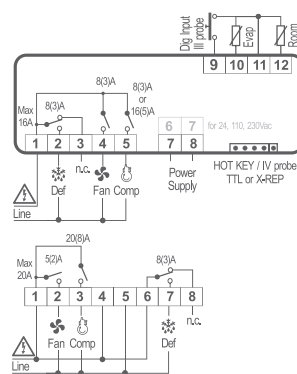 Dig Input
III probe
Evap
Room
9 10 11 12
8(3)A
8(3)A
or
16(5)A
Max
16A
8(3)A
6 7
for 24, 110, 230Vac
1 2 3 4 5 7 8
n.c.
Def
Fan Comp
Power
Supply
HOT KEY / IV probe
TTL or X-REP
Line
20(8)A
Max
20A
5(2)A
8(3)A
1 2 3 4 5 6 7 8
Fan Comp
Def
n.c.
Line